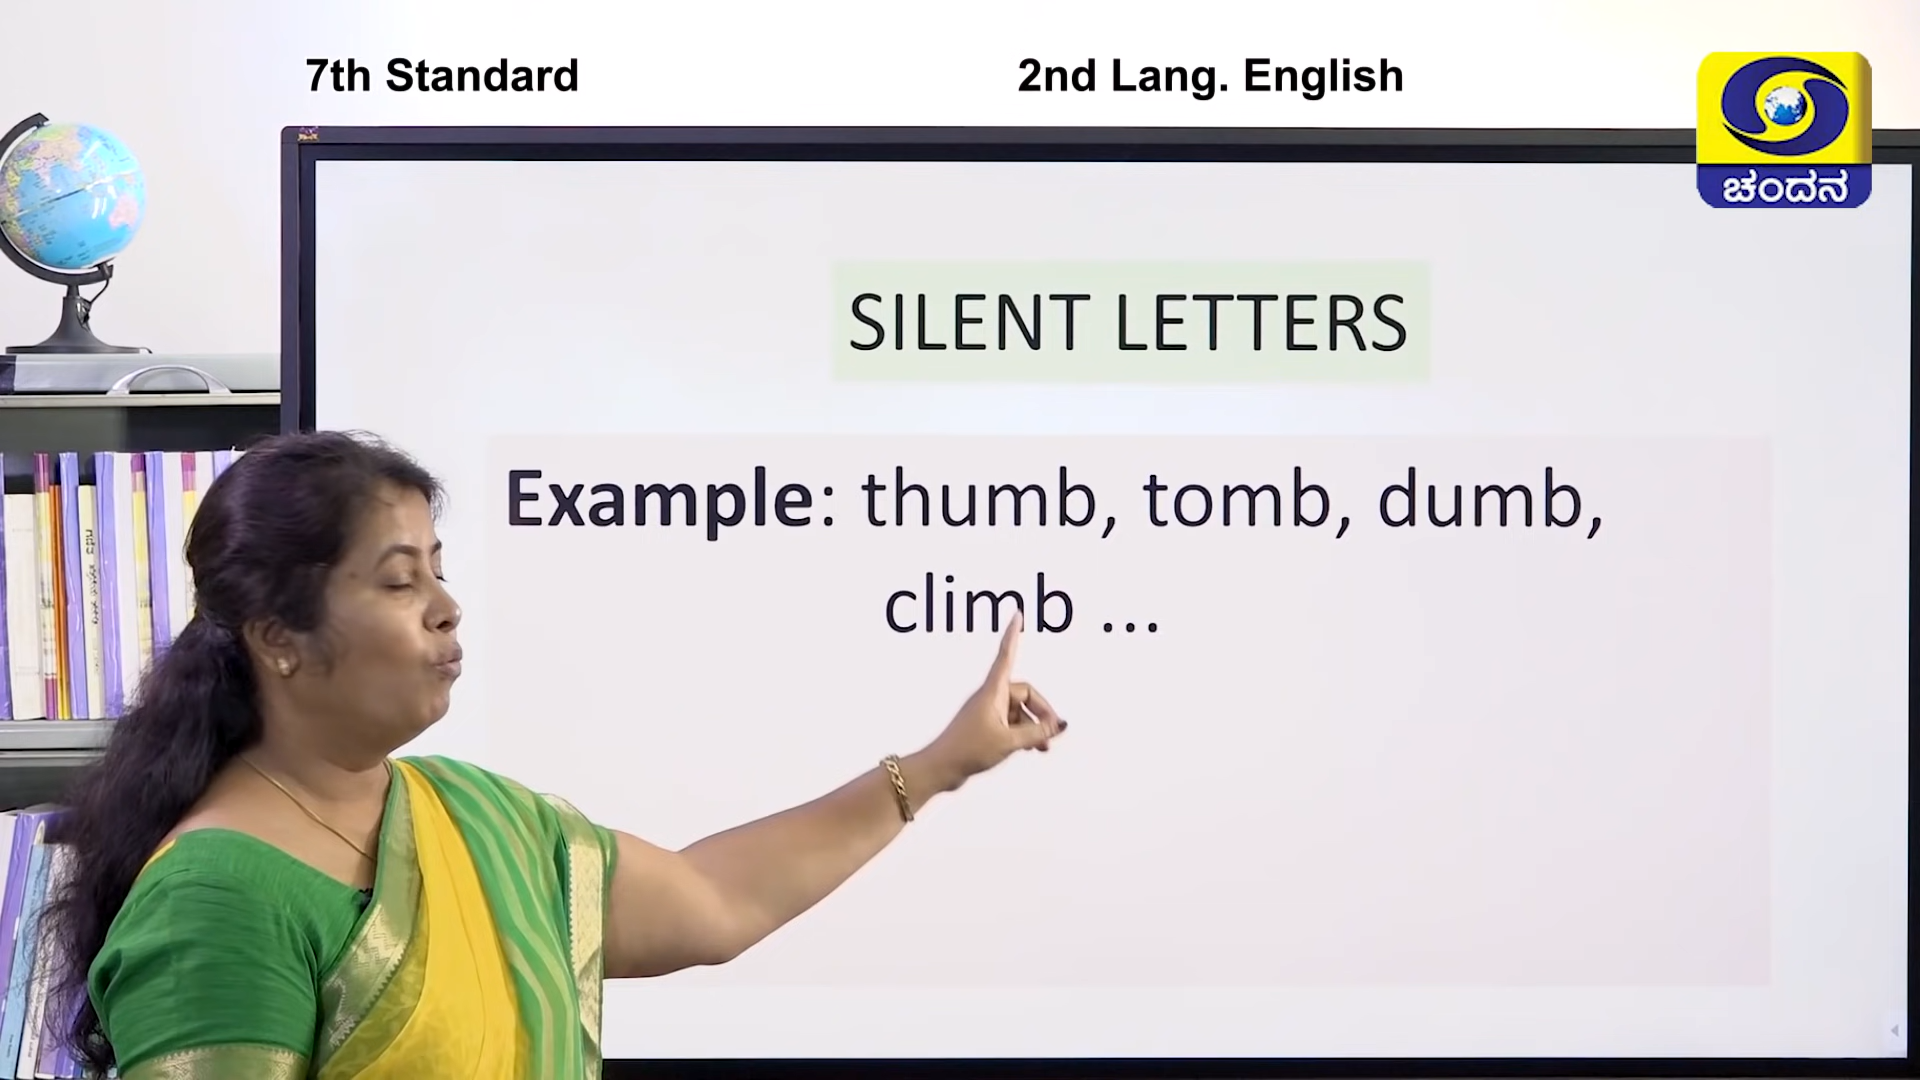 7th Standard
2nd Lang. English
ಚಂದನ
SILENT LETTERS
Example: thumb, tomb, dumb,
climb ...